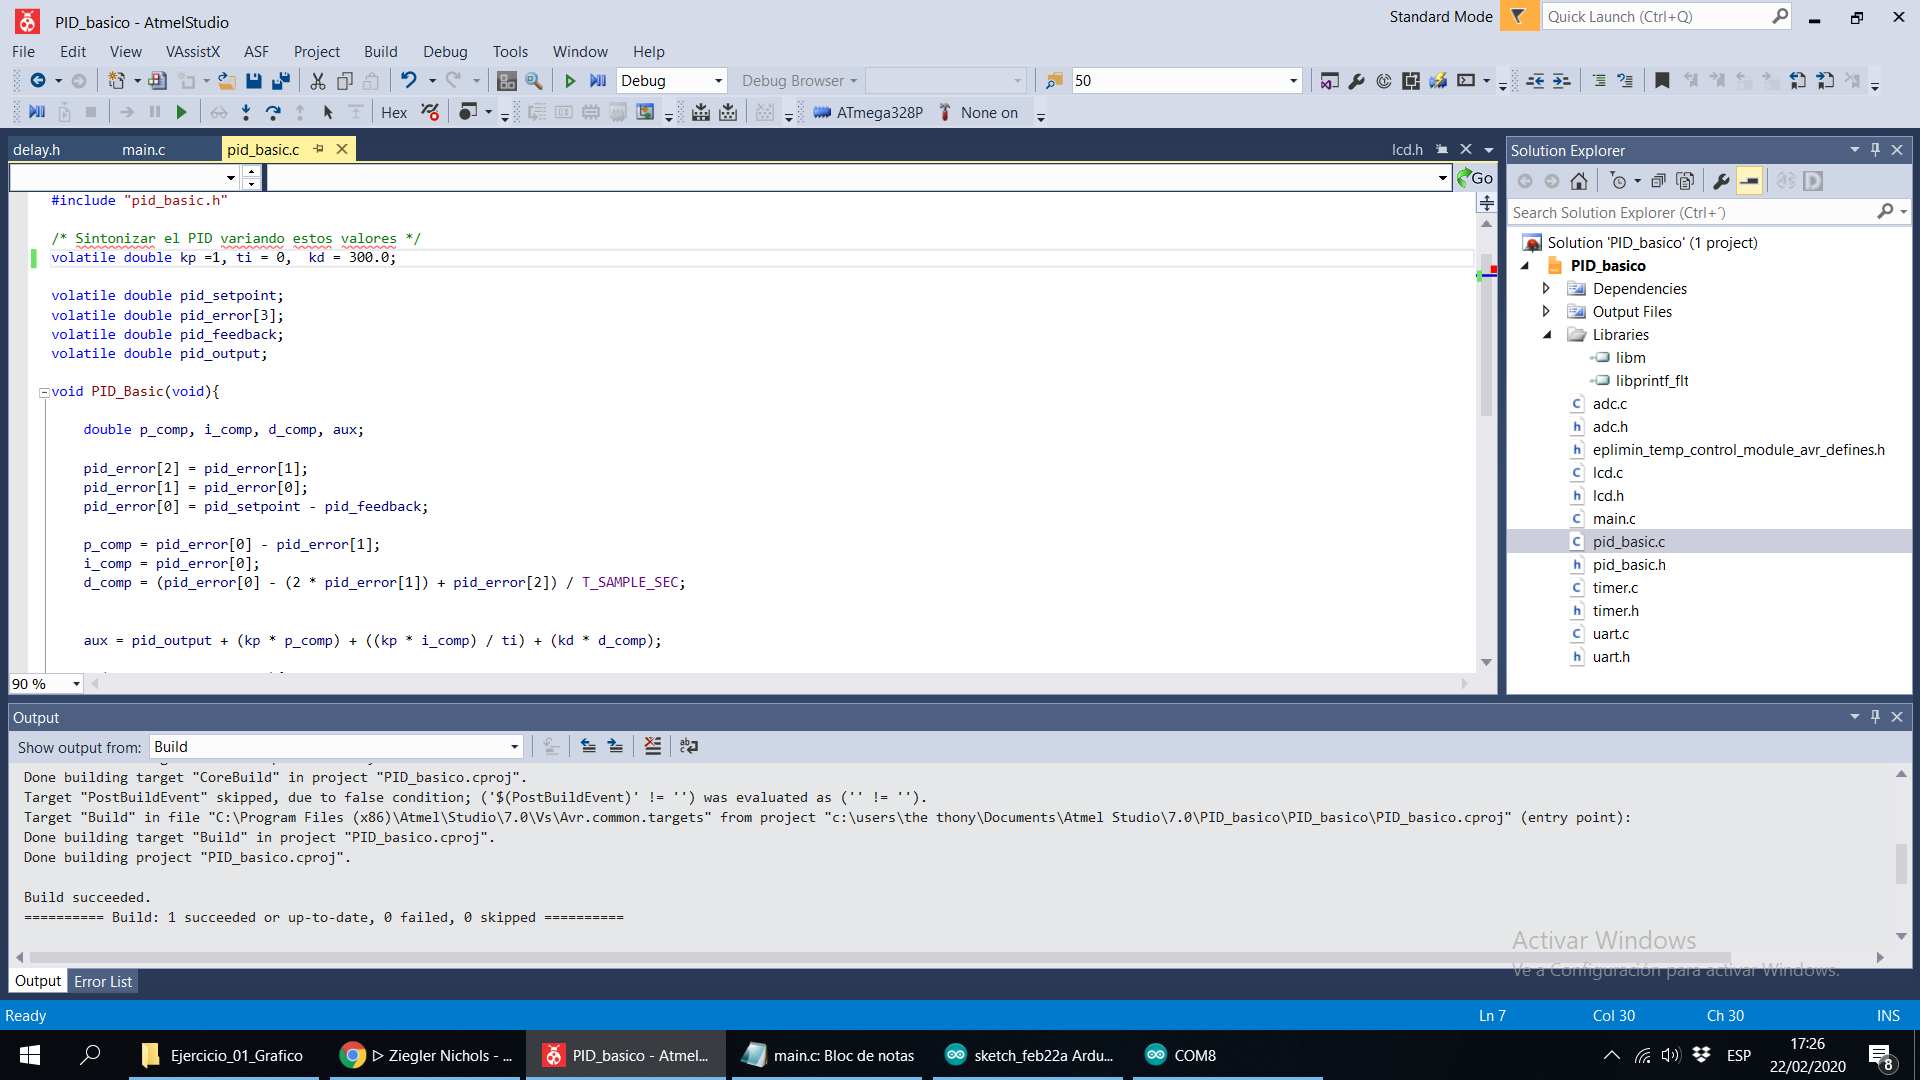 PID_basico - AtmelStudio
Standard Mode
Quick Launch (Ctrl+Q)
File Edit View VAssistX ASF Project Build Debug Tools Window Help
Debug
Debug Browser
50
Hex
ATmega328P
None on
delay.h
main.c
pid_basic.c
lcd.h
Go
#include "pid_basic.h"
/* Sintonizar el PID variando estos valores */
volatile double kp =1, ti = 0,  kd = 300.0;
volatile double pid_setpoint;
volatile double pid_error[3];
volatile double pid_feedback;
volatile double pid_output;
void PID_Basic(void){
double p_comp, i_comp, d_comp, aux;
pid_error[2] = pid_error[1];
pid_error[1] = pid_error[0];
pid_error[0] = pid_setpoint - pid_feedback;
p_comp = pid_error[0] - pid_error[1];
i_comp = pid_error[0];
d_comp = (pid_error[0] - (2 * pid_error[1]) + pid_error[2]) / T_SAMPLE_SEC;
aux = pid_output + (kp * p_comp) + ((kp * i_comp) / ti) + (kd * d_comp);
90 %
Solution Explorer
Search Solution Explorer (Ctrl+´)
Solution 'PID_basico' (1 project)
PID_basico
Dependencies
Output Files
Libraries
libm
libprintf_flt
adc.c
adc.h
eplimin_temp_control_module_avr_defines.h
lcd.c
lcd.h
main.c
pid_basic.c
pid_basic.h
timer.c
timer.h
uart.c
uart.h
Output
Show output from: Build
Done building target "CoreBuild" in project "PID_basico.cproj".
Target "PostBuildEvent" skipped, due to false condition; ('$(PostBuildEvent)' != '') was evaluated as ('' != '').
Target "Build" in file "C:\Program Files (x86)\Atmel\Studio\7.0\Vs\Avr.common.targets" from project "c:\users\the thony\Documents\Atmel Studio\7.0\PID_basico\PID_basico\PID_basico.cproj" (entry point):
Done building target "Build" in project "PID_basico.cproj".
Done building project "PID_basico.cproj".
Build succeeded.
========== Build: 1 succeeded or up-to-date, 0 failed, 0 skipped ==========
Activar Windows
Ve a Configuración para activar Windows.
Output
Error List
Ready
Ln 7
Col 30
Ch 30
INS
Ejercicio_01_Grafico
▷ Ziegler Nichols - ...
PID_basico - Atmel...
main.c: Bloc de notas
sketch_feb22a Ardu...
COM8
ESP
17:26
22/02/2020
8